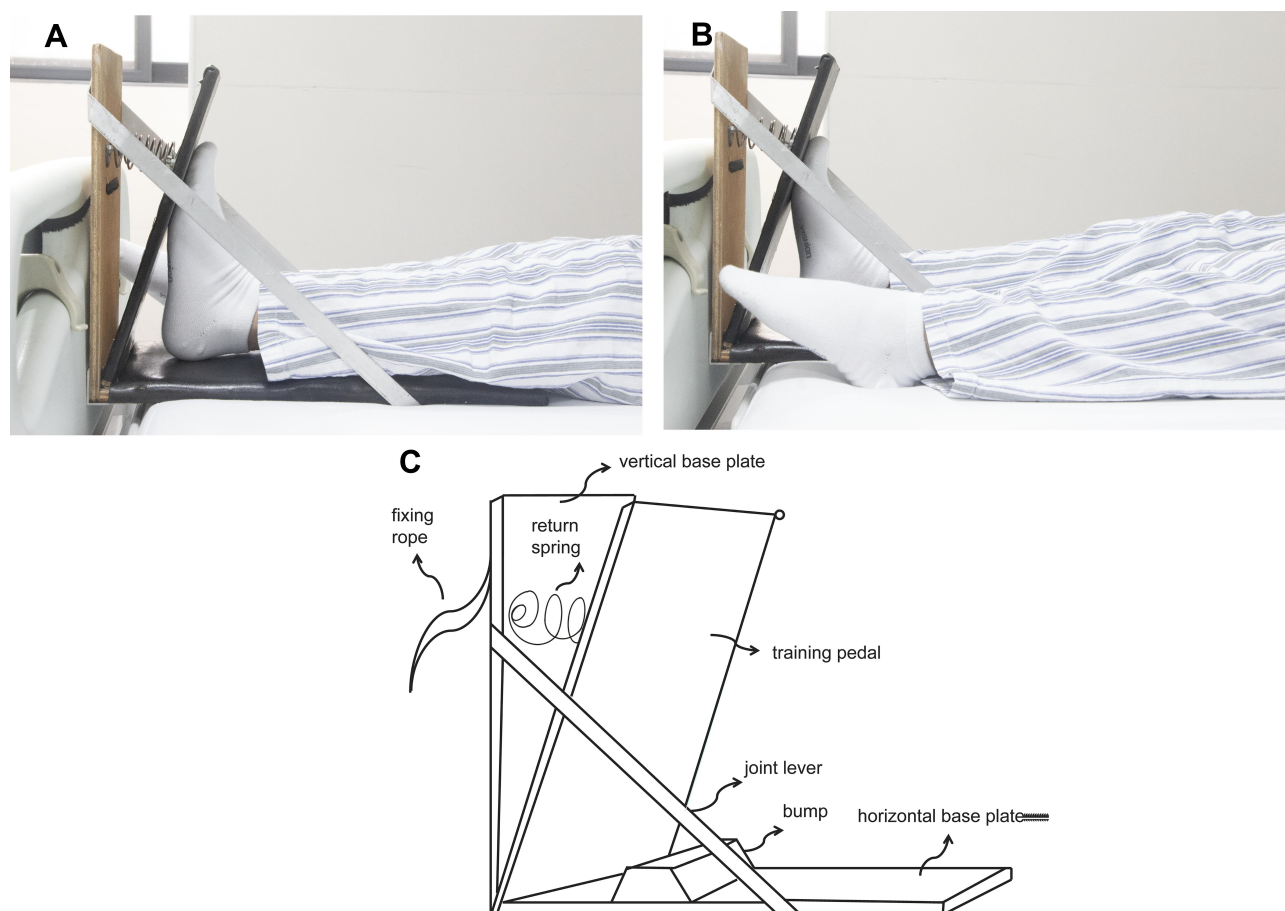 A
B
C
vertical base plate
fixing
rope
return
spring
training pedal
joint lever
bump
horizontal base plate